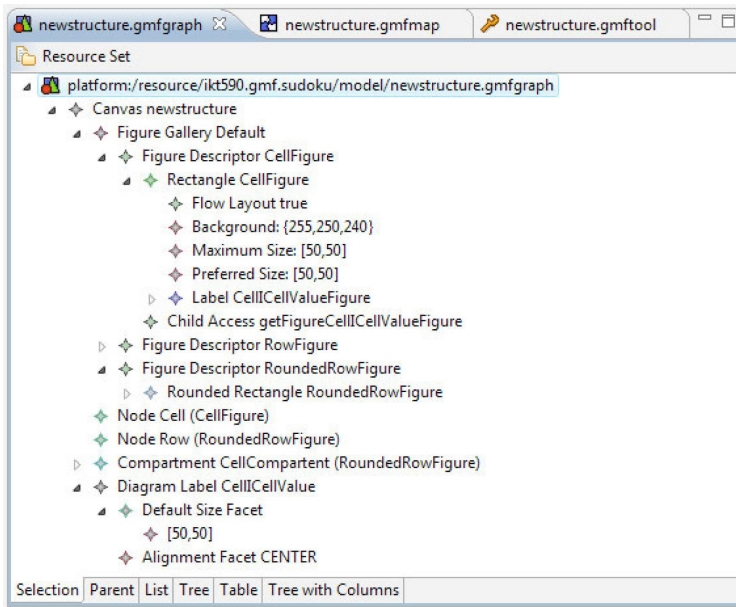 newstructure.gmfgraph newstructure.gmfmap newstructure.gmftool
Resource Set
platform:/resource/ikt590.gmf.sudoku/model/newstructure.gmfgraph
Canvas newstructure
Figure Gallery Default
Figure Descriptor CellFigure
Rectangle CellFigure
Flow Layout true
Background: {255,250,240}
Maximum Size: [50,50]
Preferred Size: [50,50]
Label CellICellValueFigure
Child Access getFigureCellICellValueFigure
Figure Descriptor RowFigure
Figure Descriptor RoundedRowFigure
Rounded Rectangle RoundedRowFigure
Node Cell (CellFigure)
Node Row (RoundedRowFigure)
Compartment CellCompartent (RoundedRowFigure)
Diagram Label CellICellValue
Default Size Facet
[50,50]
Alignment Facet CENTER
Selection Parent List Tree Table Tree with Columns